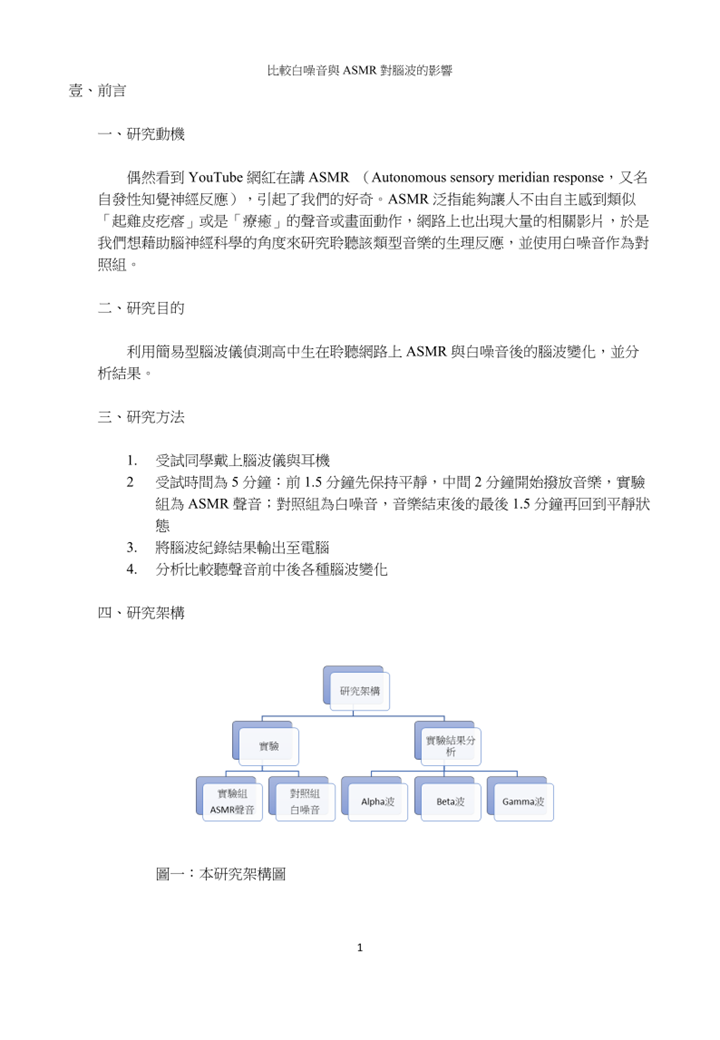 比較白噪音與 ASMR 對腦波的影響
壹、前言
一、研究動機
偶然看到 YouTube 網紅在講 ASMR （Autonomous sensory meridian response，又名
自發性知覺神經反應），引起了我們的好奇。ASMR 泛指能夠讓人不由自主感到類似
「起雞皮疙瘩」或是「療癒」的聲音或畫面動作，網路上也出現大量的相關影片，於是
我們想藉助腦神經科學的角度來研究聆聽該類型音樂的生理反應，並使用白噪音作為對
照組。
二、研究目的
利用簡易型腦波儀偵測高中生在聆聽網路上 ASMR 與白噪音後的腦波變化，並分
析結果。
三、研究方法
1. 受試同學戴上腦波儀與耳機
2 受試時間為 5 分鐘：前 1.5 分鐘先保持平靜，中間 2 分鐘開始撥放音樂，實驗
組為 ASMR 聲音；對照組為白噪音，音樂結束後的最後 1.5 分鐘再回到平靜狀
態
3. 將腦波紀錄結果輸出至電腦
4. 分析比較聽聲音前中後各種腦波變化
四、研究架構
研究架構
實驗
實驗結果分
析
實驗組
ASMR聲音
對照組
白噪音
Alpha波
Beta波
Gamma波
圖一：本研究架構圖
1